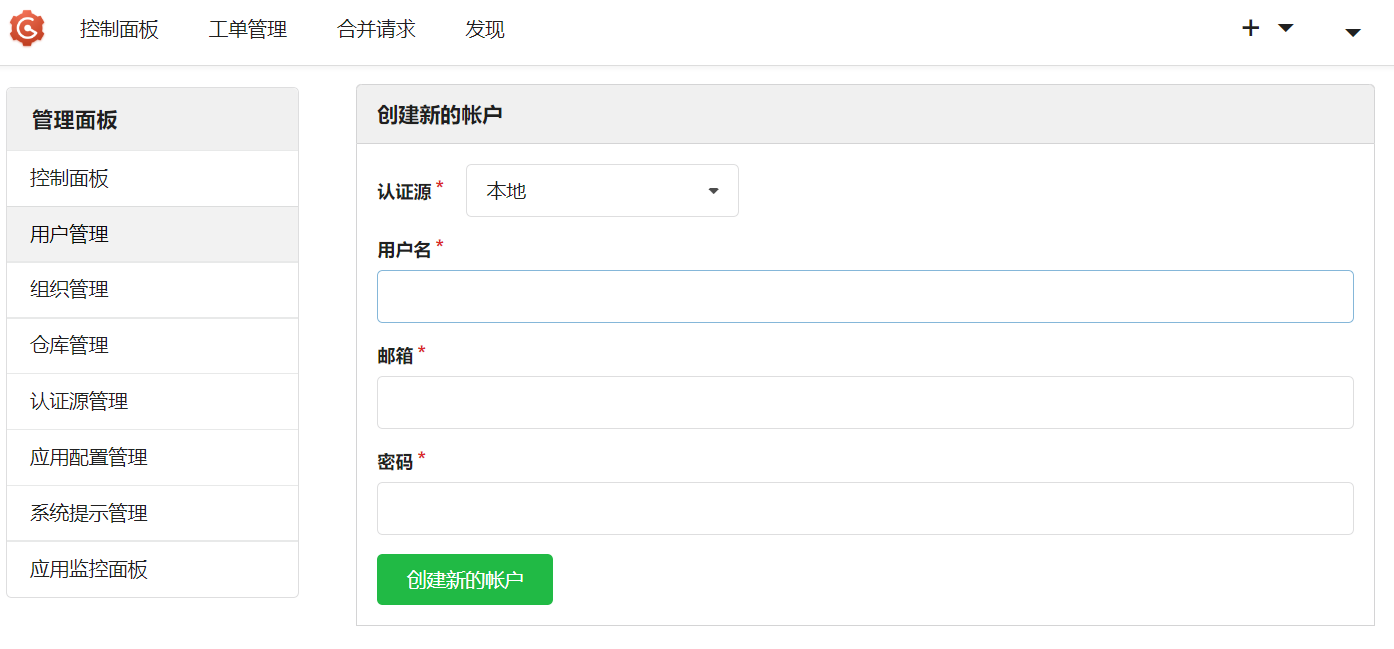 控制面板 工单管理 合并请求 发现
管理面板
控制面板
用户管理
组织管理
仓库管理
认证源管理
应用配置管理
系统提示管理
应用监控面板
创建新的帐户
认证源 * 本地
用户名 *
邮箱 *
密码 *
创建新的帐户